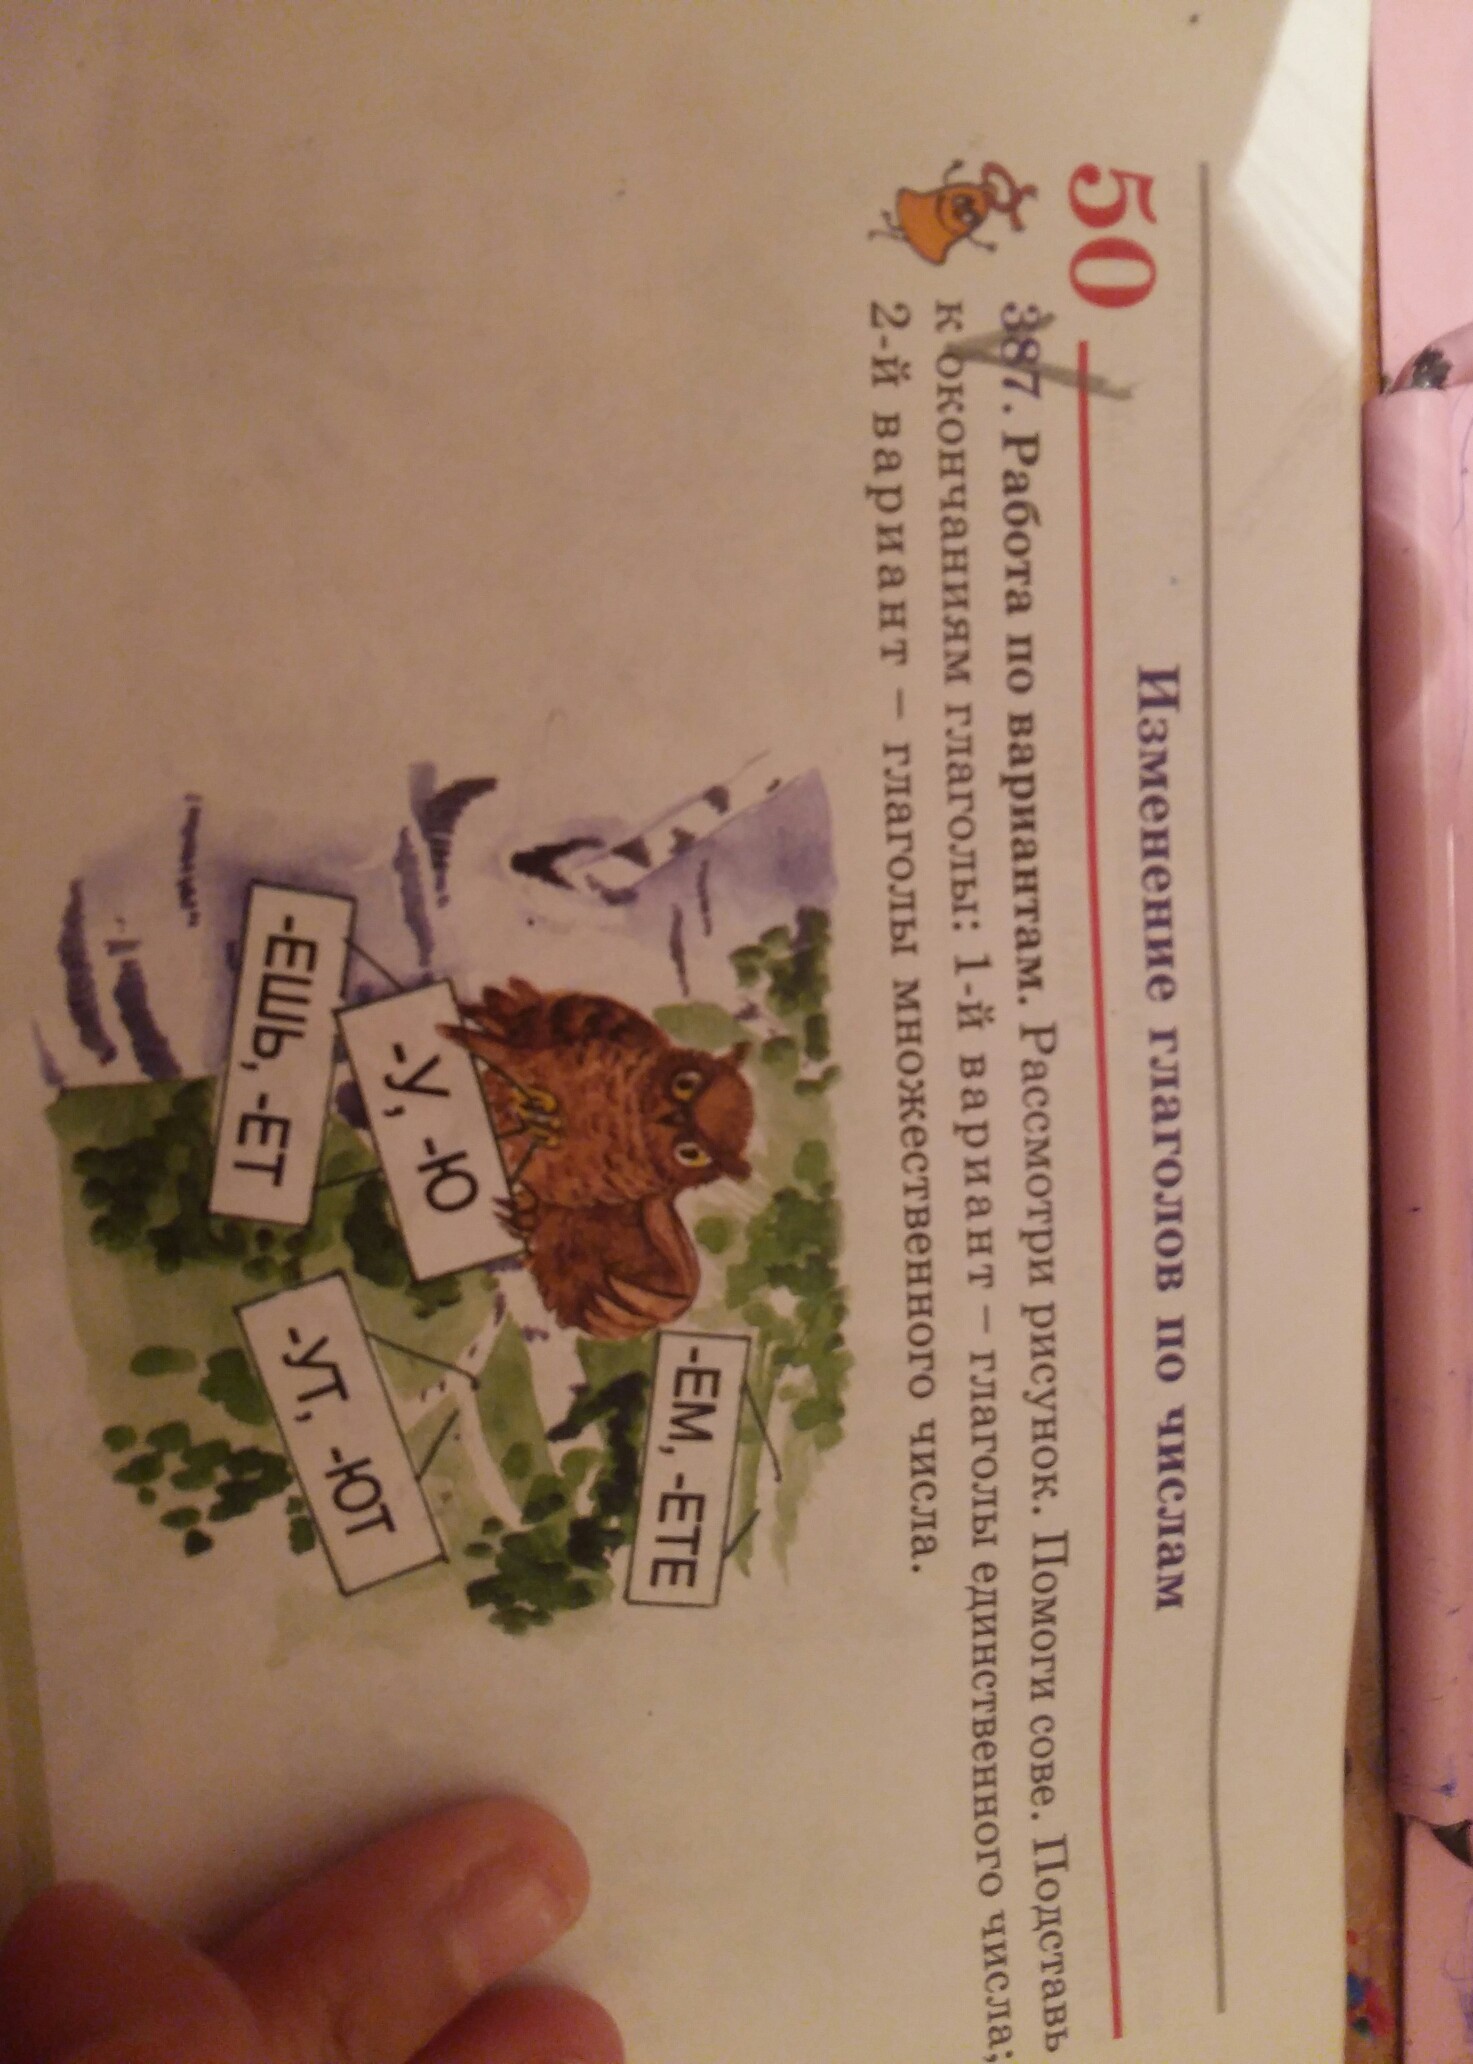 Изменение глаголов по числам
50
387. Работа по вариантам. Рассмотри рисунок. Помоги сове. Подставь
к окончаниям глаголы: 1-й вариант – глаголы единственного числа;
2-й вариант – глаголы множественного числа.
-ЕМ, -ЕТЕ
-У, -Ю
-ЕШЬ, -ЕТ
-УТ, -ЮТ